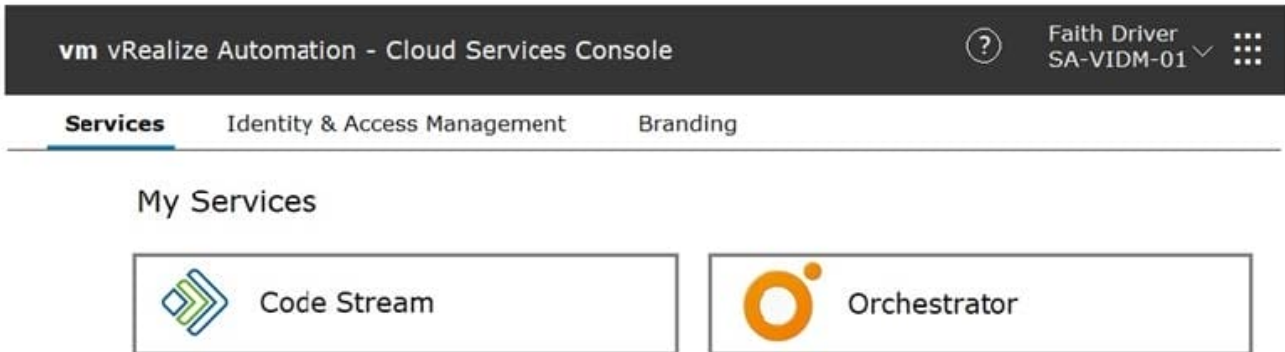 vm vRealize Automation - Cloud Services Console
?
Faith Driver
SA-VIDM-01
Services Identity & Access Management Branding
My Services
Code Stream
Orchestrator